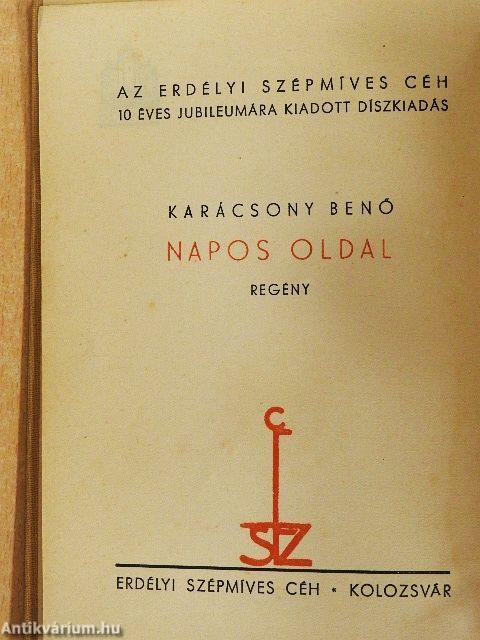 AZ ERDÉLYI SZÉPMÍVES CÉH
10 ÉVES JUBILEUMÁRA KIADOTT DÍSZKIADÁS
KARÁCSONY BENŐ
NAPOS OLDAL
REGÉNY
ERDÉLYI SZÉPMÍVES CÉH * KOLOZSVÁR
Antikvárium.hu